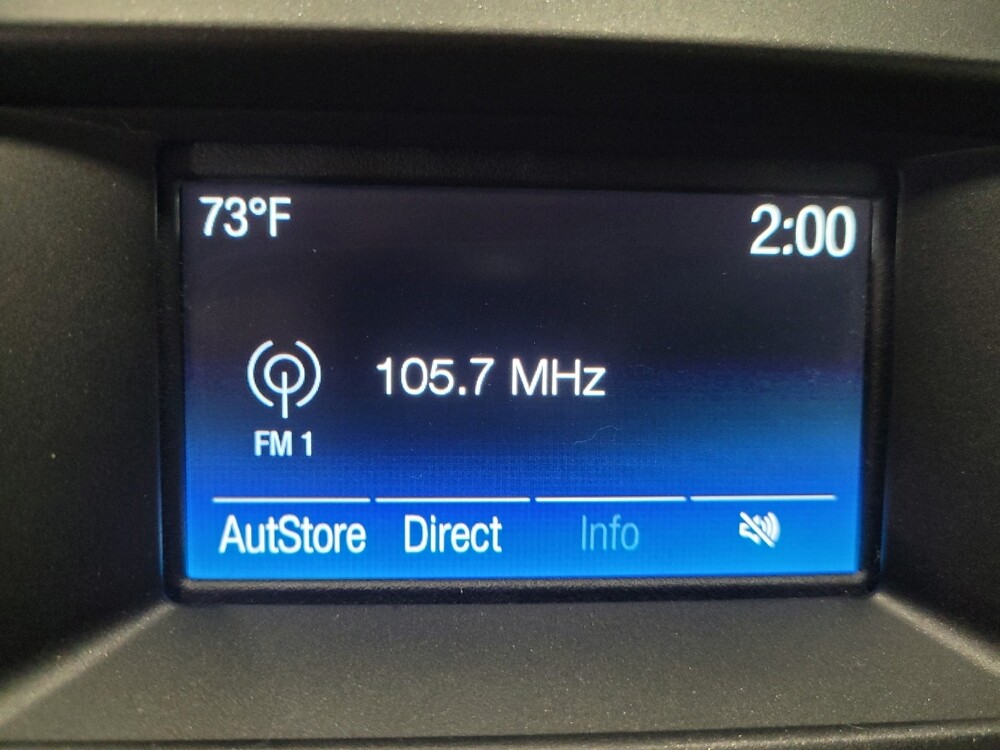 73°F 2:00
105.7 MHz
FM 1
AutStore Direct Info